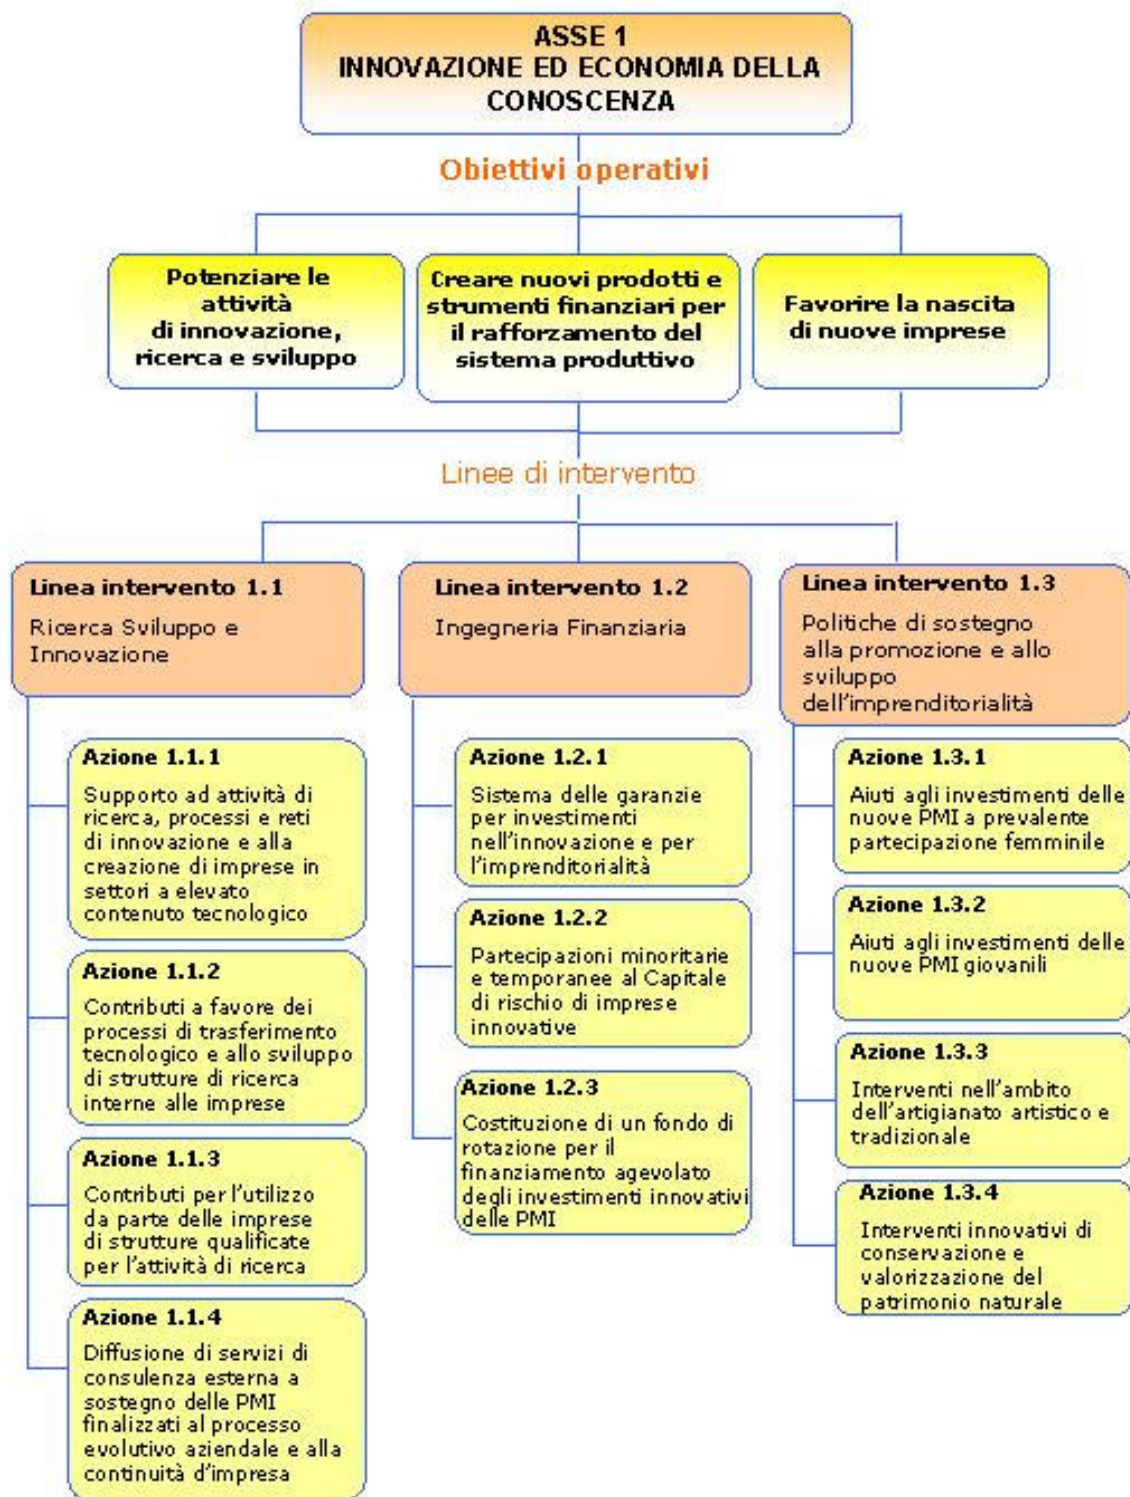 ASSE 1
INNOVAZIONE ED ECONOMIA DELLA
CONOSCENZA
Obiettivi operativi
Potenziare le
attività
di innovazione,
ricerca e sviluppo
Creare nuovi prodotti e
strumenti finanziari per
il rafforzamento del
sistema produttivo
Favorire la nascita
di nuove imprese
Linee di intervento
Linea intervento 1.1
Ricerca Sviluppo e
Innovazione
Azione 1.1.1
Supporto ad attività di
ricerca, processi e reti
di innovazione e alla
creazione di imprese in
settori a elevato
contenuto tecnologico
Azione 1.1.2
Contributi a favore dei
processi di trasferimento
tecnologico e allo sviluppo
di strutture di ricerca
interne alle imprese
Azione 1.1.3
Contributi per l'utilizzo
da parte delle imprese
di strutture qualificate
per l'attività di ricerca
Azione 1.1.4
Diffusione di servizi di
consulenza esterna a
sostegno delle PMI
finalizzati al processo
evolutivo aziendale e alla
continuità d'impresa
Linea intervento 1.2
Ingegneria Finanziaria
Azione 1.2.1
Sistema delle garanzie
per investimenti
nell'innovazione e per
l'imprenditorialità
Azione 1.2.2
Partecipazioni minoritarie
e temporanee al Capitale
di rischio di imprese
innovative
Azione 1.2.3
Costituzione di un fondo di
rotazione per il
finanziamento agevolato
degli investimenti innovativi
delle PMI
Linea intervento 1.3
Politiche di sostegno
alla promozione e allo
sviluppo
dell'imprenditorialità
Azione 1.3.1
Aiuti agli investimenti delle
nuove PMI a prevalente
partecipazione femminile
Azione 1.3.2
Aiuti agli investimenti delle
nuove PMI giovanili
Azione 1.3.3
Interventi nell'ambito
dell'artigianato artistico e
tradizionale
Azione 1.3.4
Interventi innovativi di
conservazione e
valorizzazione del
patrimonio naturale